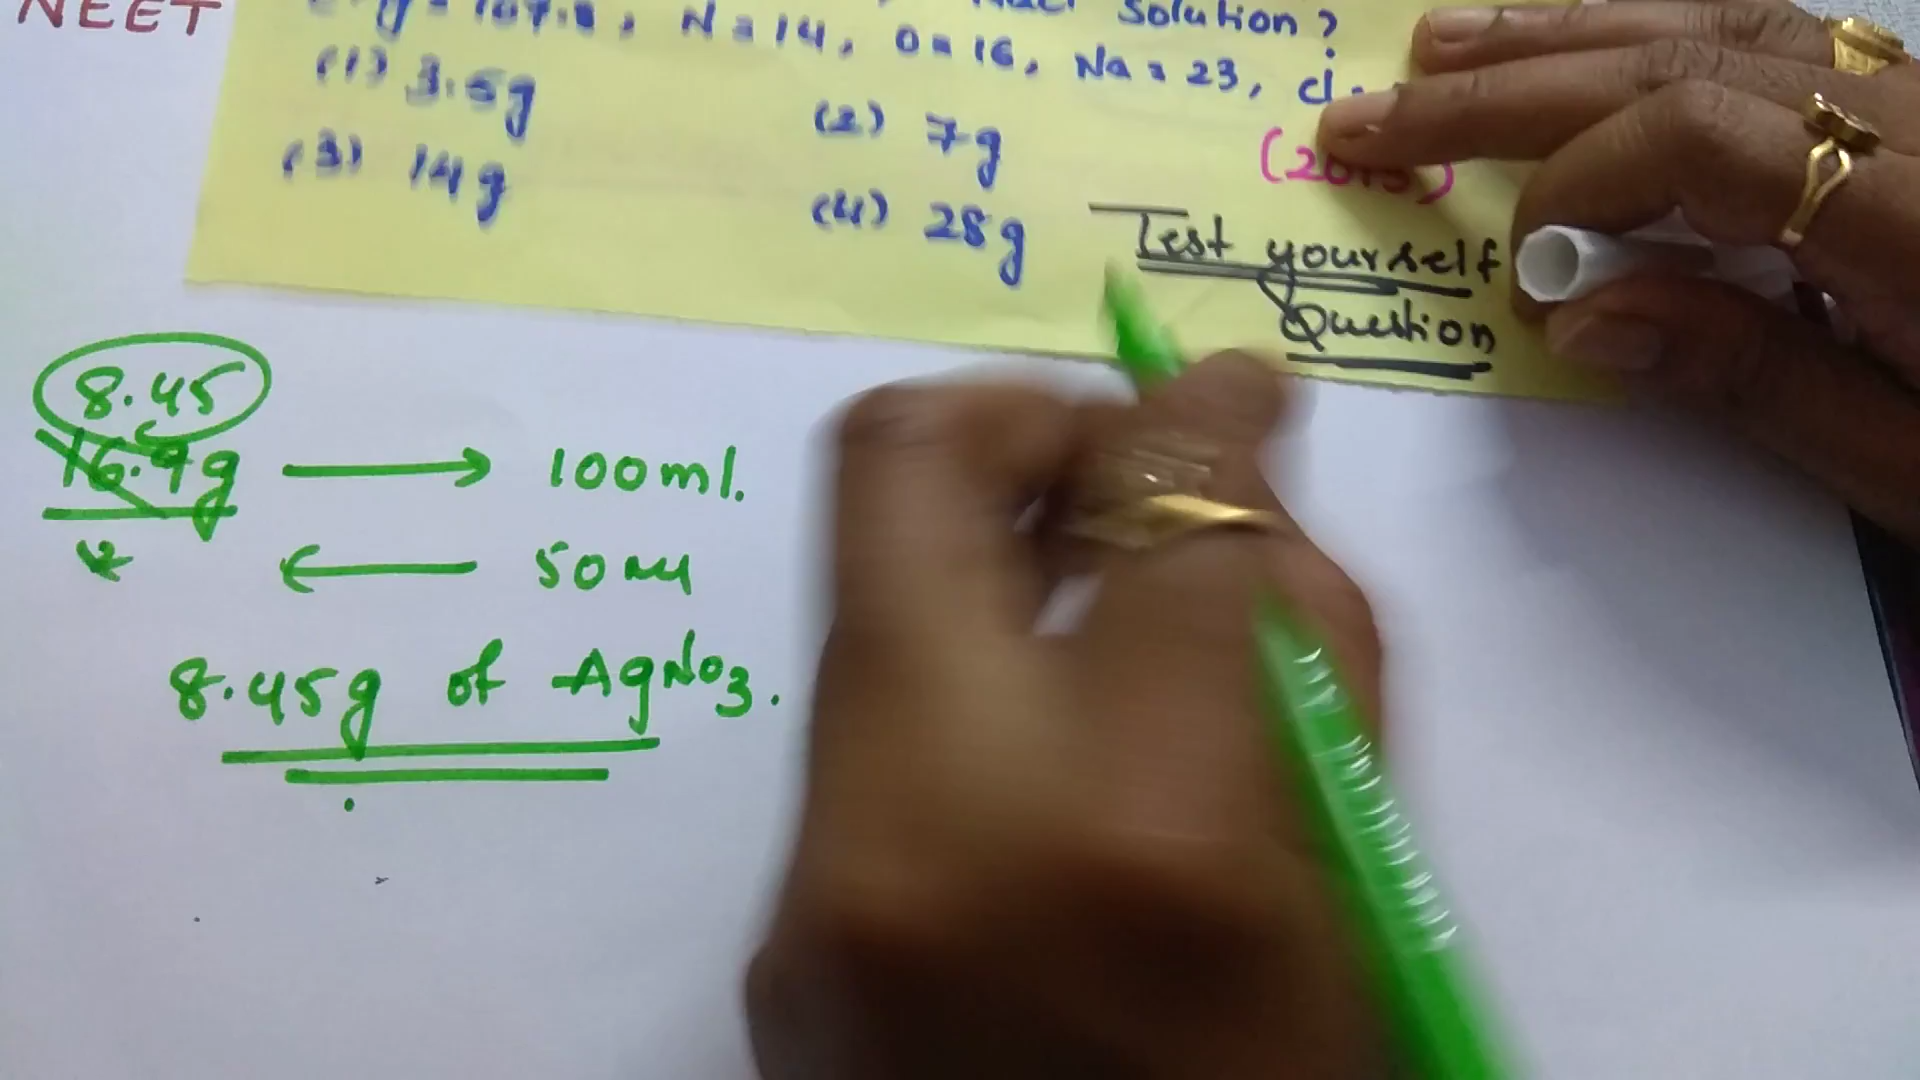 NEET
solution?
N = 14, O = 16, Na = 23, Cl
(1) 3.5g
(2) 7g
(3) 14g
(4) 28g
Test yourself
Question
8.45
16.9g → 100ml.
← 50ml
8.45g of AgNO3.